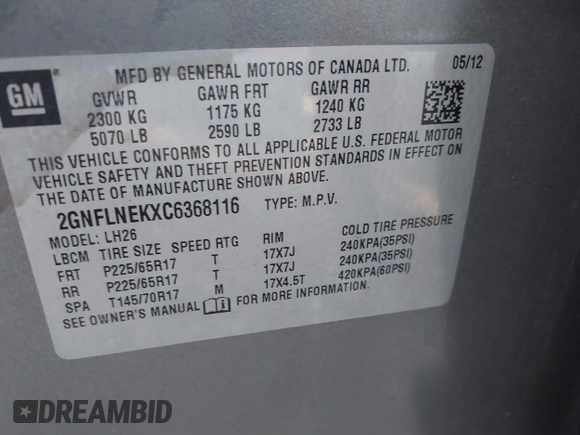 GM
MFD BY GENERAL MOTORS OF CANADA LTD. 05/12
GVWR GAWR FRT GAWR RR
2300 KG 1175 KG 1240 KG
5070 LB 2590 LB 2733 LB
THIS VEHICLE CONFORMS TO ALL APPLICABLE U.S. FEDERAL MOTOR
VEHICLE SAFETY AND THEFT PREVENTION STANDARDS IN EFFECT ON
THE DATE OF MANUFACTURE SHOWN ABOVE.
2GNFLNEKXC6368116 TYPE: M.P.V.
MODEL: LH26
LBCM TIRE SIZE SPEED RTG RIM COLD TIRE PRESSURE
FRT P225/65R17 T 17X7J 240KPA(35PSI)
RR P225/65R17 T 17X7J 240KPA(35PSI)
SPA T145/70R17 M 17X4.5T 420KPA(60PSI)
SEE OWNER'S MANUAL FOR MORE INFORMATION.
DREAMBID